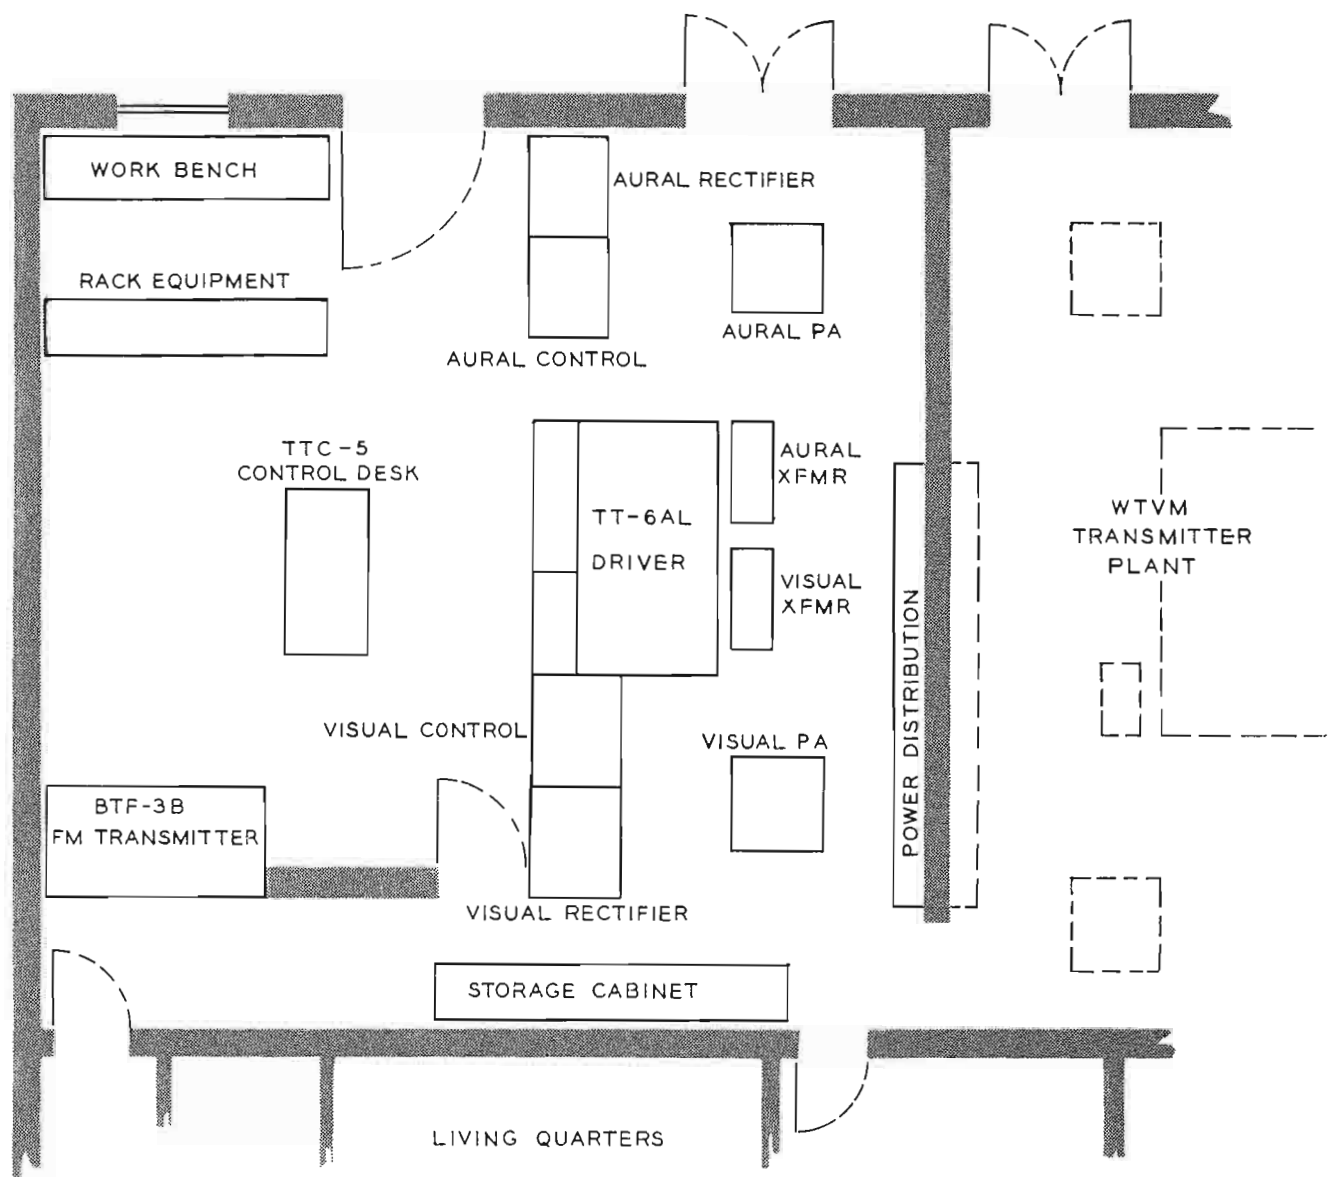 WORK BENCH
AURAL RECTIFIER
RACK EQUIPMENT
AURAL PA
AURAL CONTROL
TTC-5
CONTROL DESK
TT-6AL
DRIVER
AURAL
XFMR
VISUAL
XFMR
WTVM
TRANSMITTER
PLANT
POWER DISTRIBUTION
VISUAL CONTROL
VISUAL PA
BTF-3B
FM TRANSMITTER
VISUAL RECTIFIER
STORAGE CABINET
LIVING QUARTERS